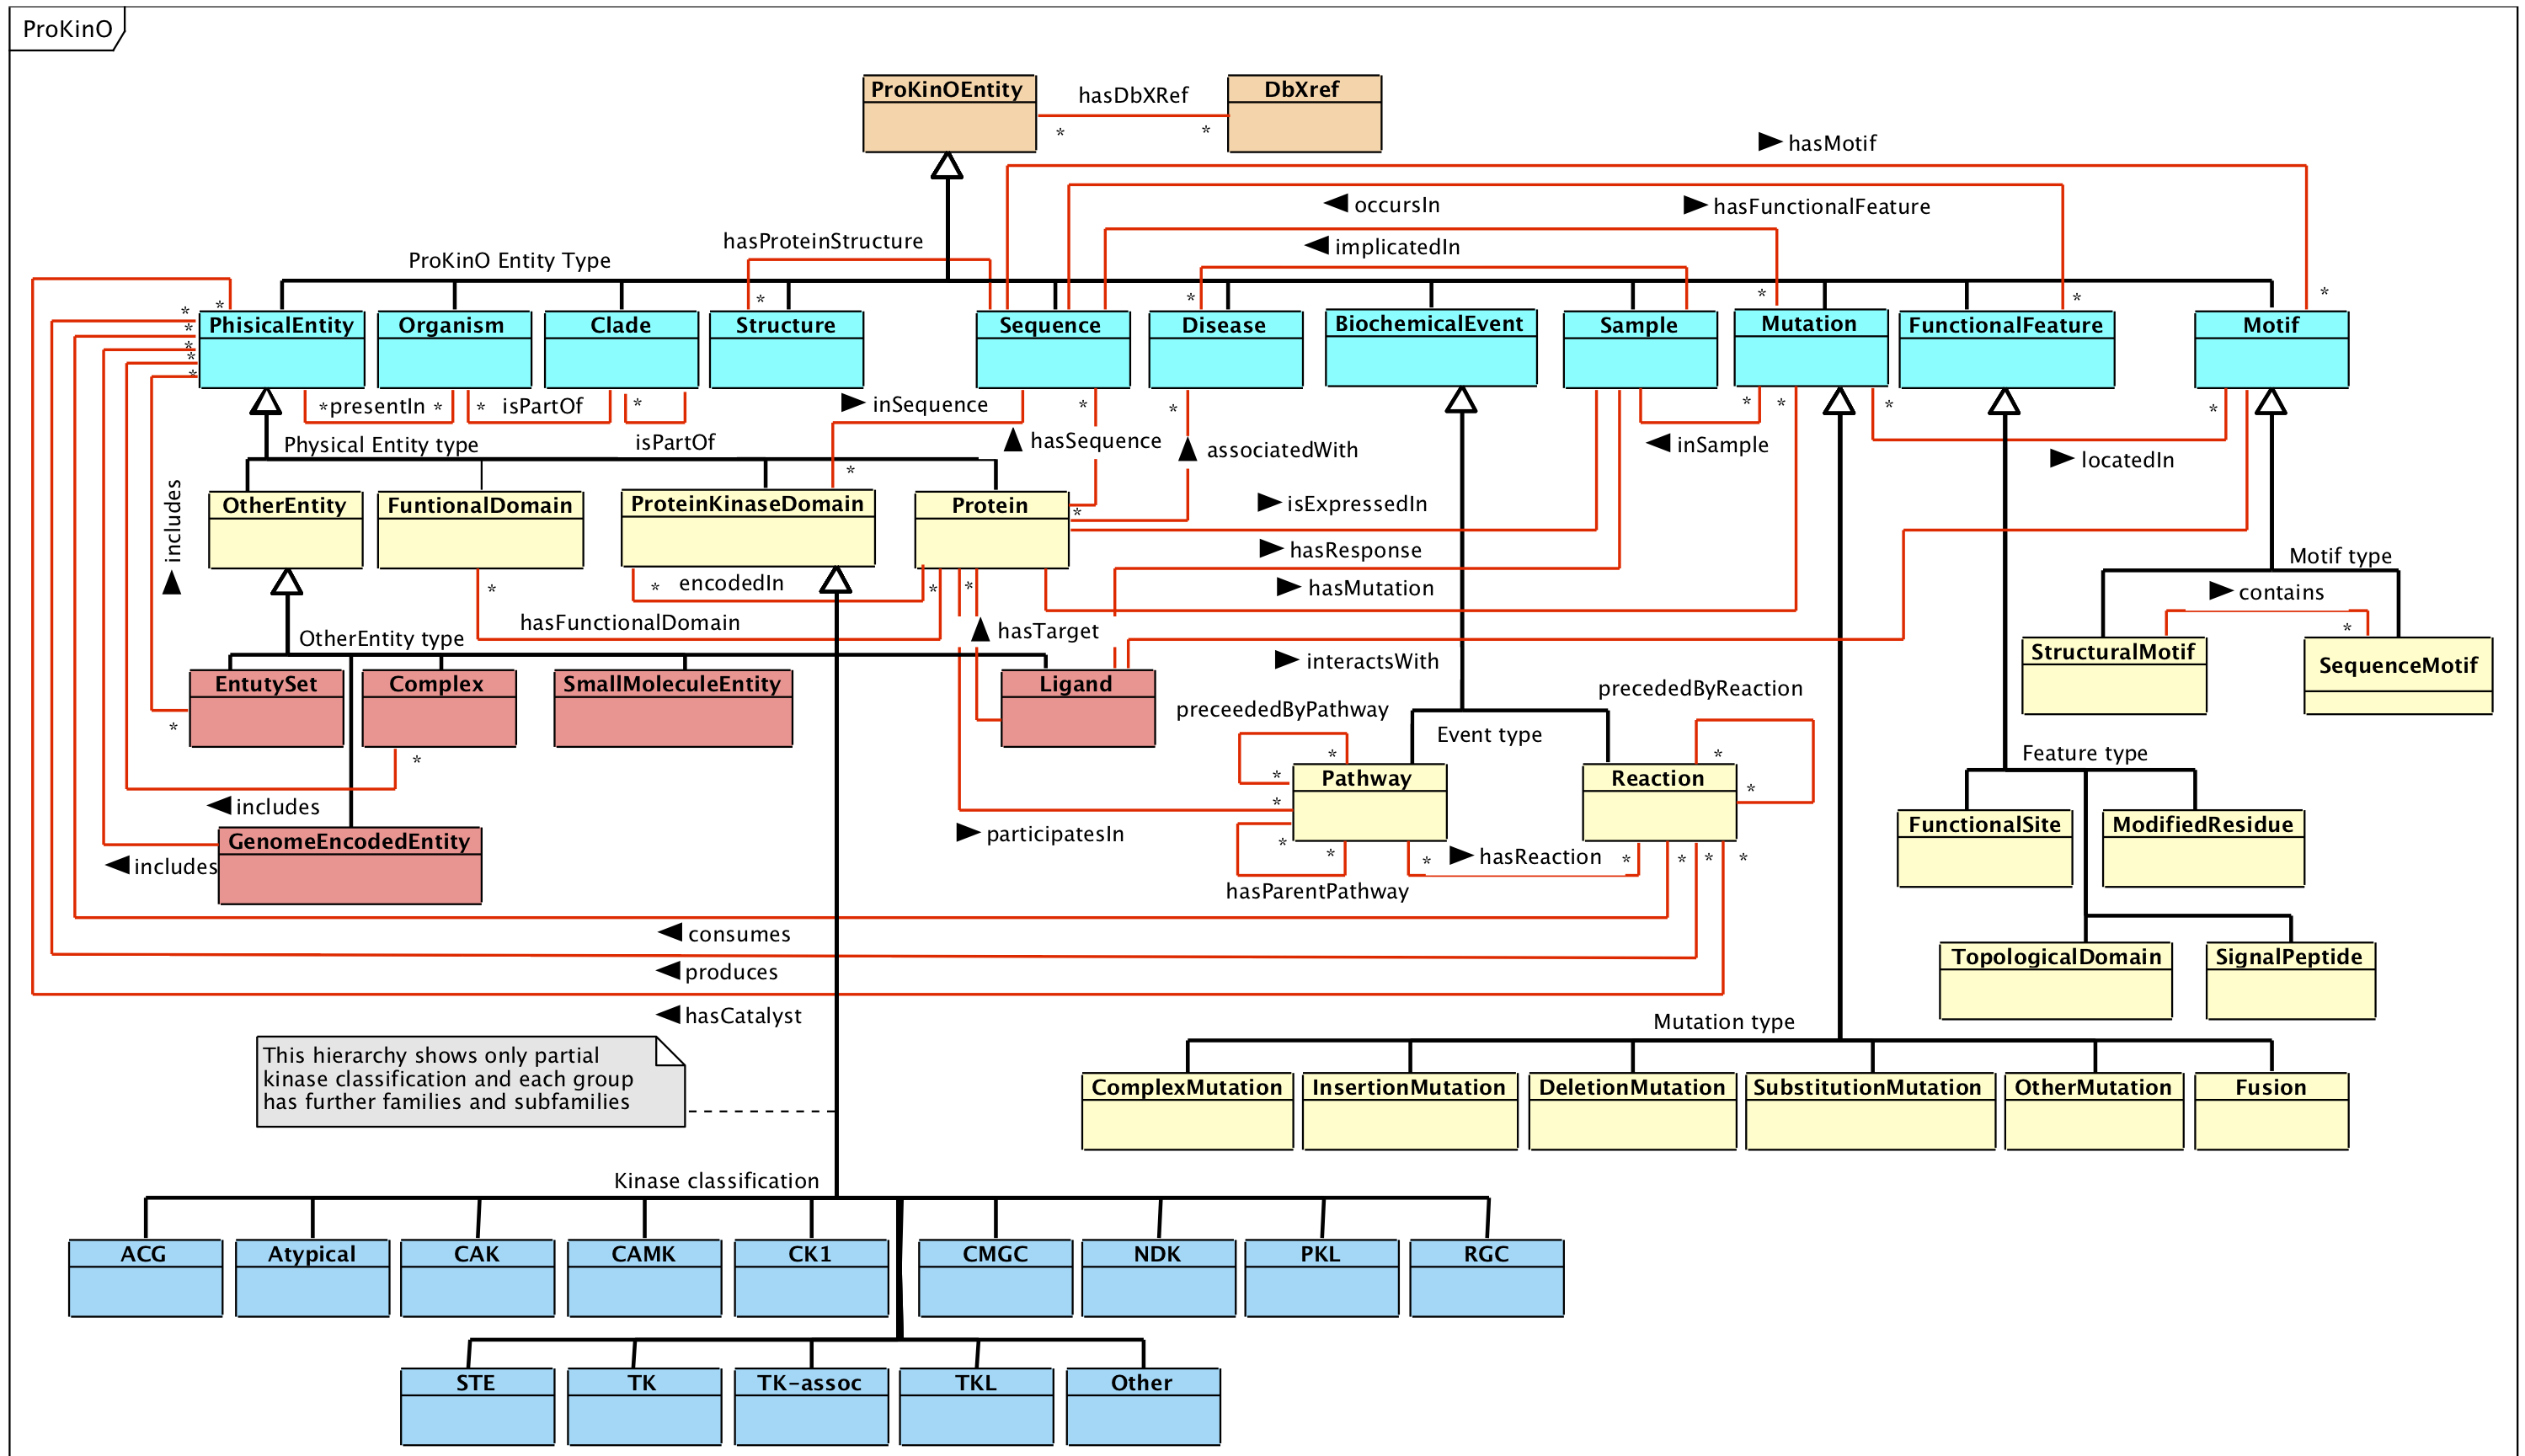 ProKinO
ProKinOEntity
hasDbXRef
DbXref
*
*
hasMotif
occursIn
hasFunctionalFeature
hasProteinStructure
implicatedIn
ProKinO Entity Type
*
*
*
*
*
*
*
*
*
*
*
*
PhisicalEntity
Organism
Clade
Structure
Sequence
Disease
BiochemicalEvent
Sample
Mutation
FunctionalFeature
Motif
*presentIn *
* isPartOf
*
inSequence
*
*
*
*
*
*
isPartOf
Physical Entity type
hasSequence
associatedWith
inSample
locatedIn
*
includes
OtherEntity
FuntionalDomain
ProteinKinaseDomain
Protein
*
isExpressedIn
hasResponse
Motif type
*
* encodedIn
*
*
hasMutation
contains
hasFunctionalDomain
hasTarget
*
OtherEntity type
interactsWith
StructuralMotif
SequenceMotif
EntutySet
Complex
SmallMoleculeEntity
Ligand
precededByReaction
preceededByPathway
*
*
Event type
*
*
Feature type
*
Pathway
Reaction
*
*
includes
participatesIn
FunctionalSite
ModifiedResidue
GenomeEncodedEntity
*
*
*
hasReaction
*
*
*
*
includes
hasParentPathway
consumes
TopologicalDomain
SignalPeptide
produces
hasCatalyst
Mutation type
This hierarchy shows only partial
kinase classification and each group
has further families and subfamilies
ComplexMutation
InsertionMutation
DeletionMutation
SubstitutionMutation
OtherMutation
Fusion
Kinase classification
ACG
Atypical
CAK
CAMK
CK1
CMGC
NDK
PKL
RGC
STE
TK
TK-assoc
TKL
Other